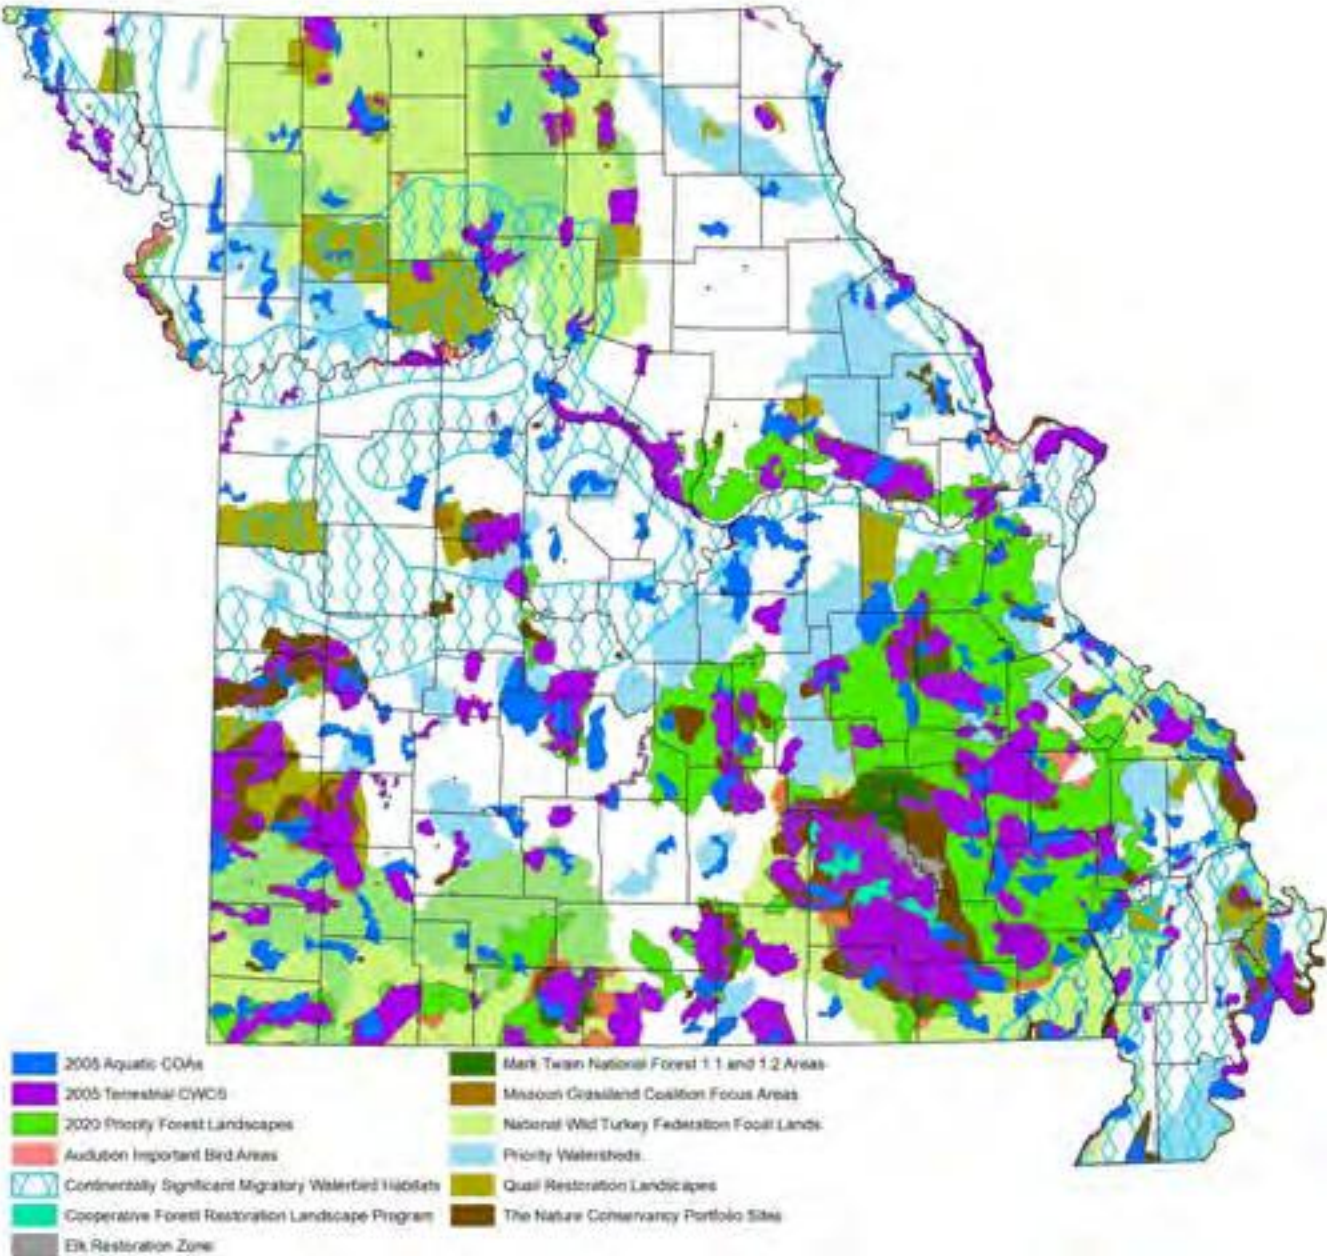 2005 Aquatic COAs
2005 Terrestrial CWCS
2020 Priority Forest Landscapes
Audubon Important Bird Areas
Continentally Significant Migratory Waterbird Habitats
Cooperative Forest Restoration Landscape Program
Elk Restoration Zone
Mark Twain National Forest 1.1 and 1.2 Areas
Missouri Grassland Coalition Focus Areas
National Wild Turkey Federation Focal Lands
Priority Watersheds
Quail Restoration Landscapes
The Nature Conservancy Portfolio Sites